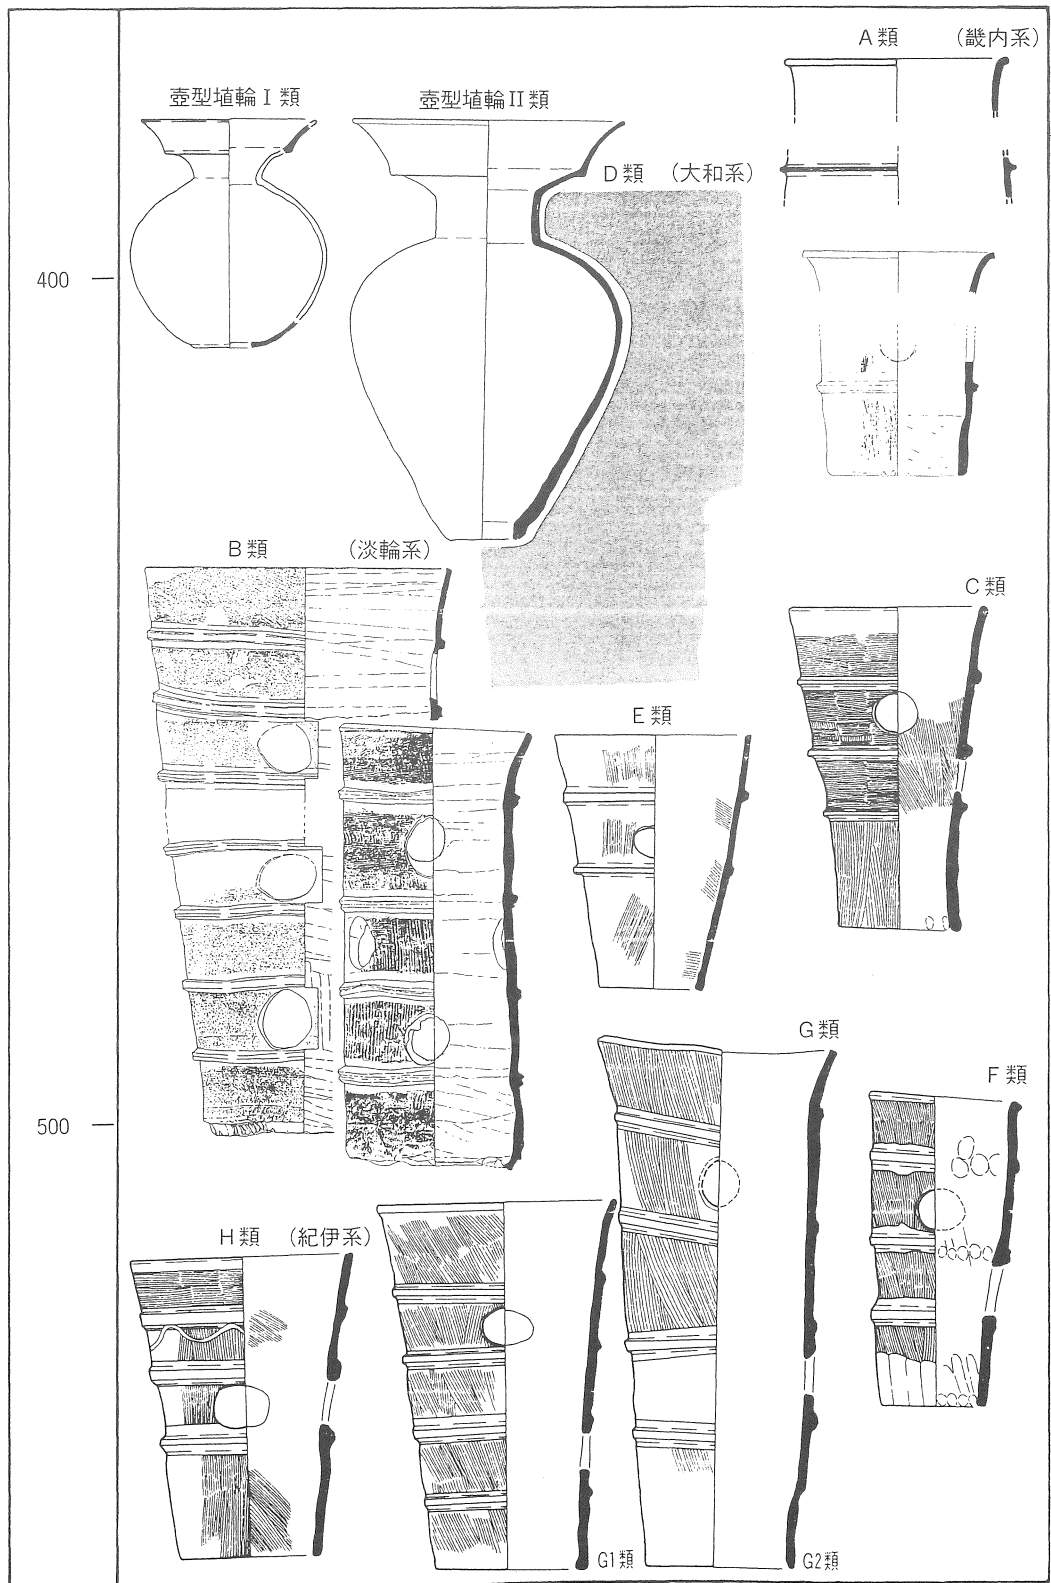 A類 (畿内系)
壺型埴輪Ⅰ類
壺型埴輪II類
D類 (大和系)
400
B類 (淡輪系)
C類
E類
G類
F類
500
H類 (紀伊系)
G1類
G2類